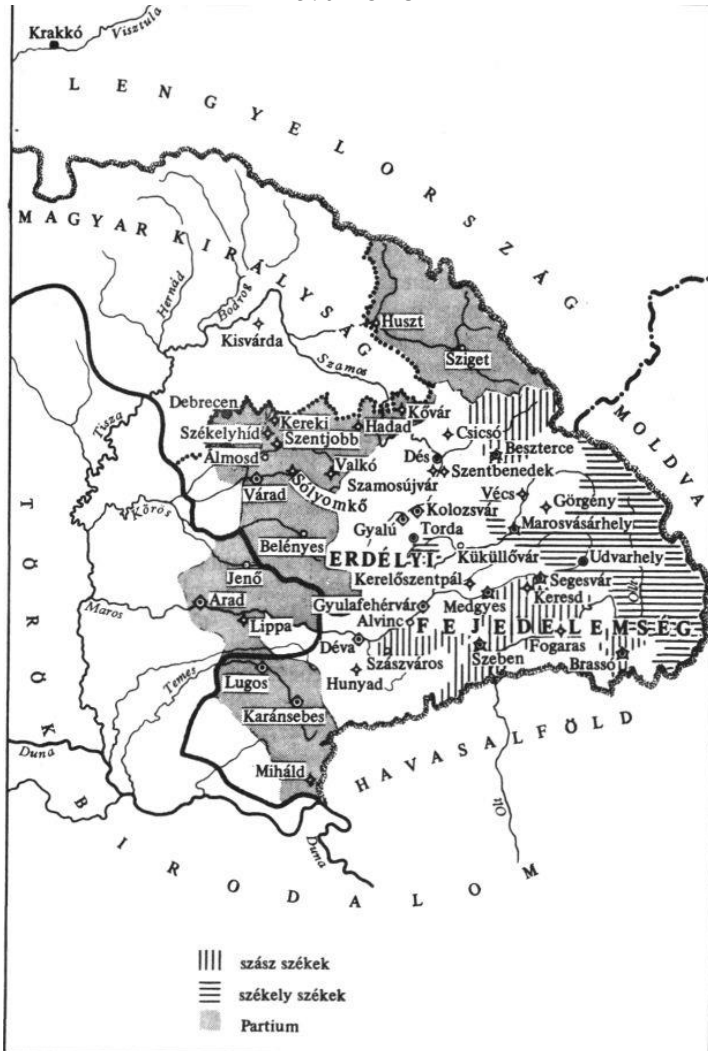 Krakkó
Visztula
LENGYELORSZÁG
MAGYAR KIRÁLYSÁG
Hernád
Bodrog
Kisvárda
Szamos
Huszt
Sziget
Tisza
Debrecen
Kereki
Székelyhíd
Szentjobb
Hadad
Kővár
Álmosd
Valkó
Várad
Sólyomkő
Csicsó
Dés
Beszterce
Szentbenedek
Szamosújvár
Vécs
Görgény
MOLDVA
Kolozsvár
Gyalú
Torda
Marosvásárhely
Körös
Belényes
ERDÉLYI
Küküllővár
Udvarhely
Jenő
Kerelőszentpál
Segesvár
Keresd
Olt
Maros
Arad
Gyulafehérvár
Medgyes
Lippa
Alvinc
FEJEDELEMSÉG
Fogaras
Déva
Szászváros
Szeben
Brassó
Temes
Lugos
Hunyad
Karánsebes
HAVASALFÖLD
Miháld
Olt
TÖRÖK
Duna
BIRODALOM
Duna
szász székek
székely székek
Partium